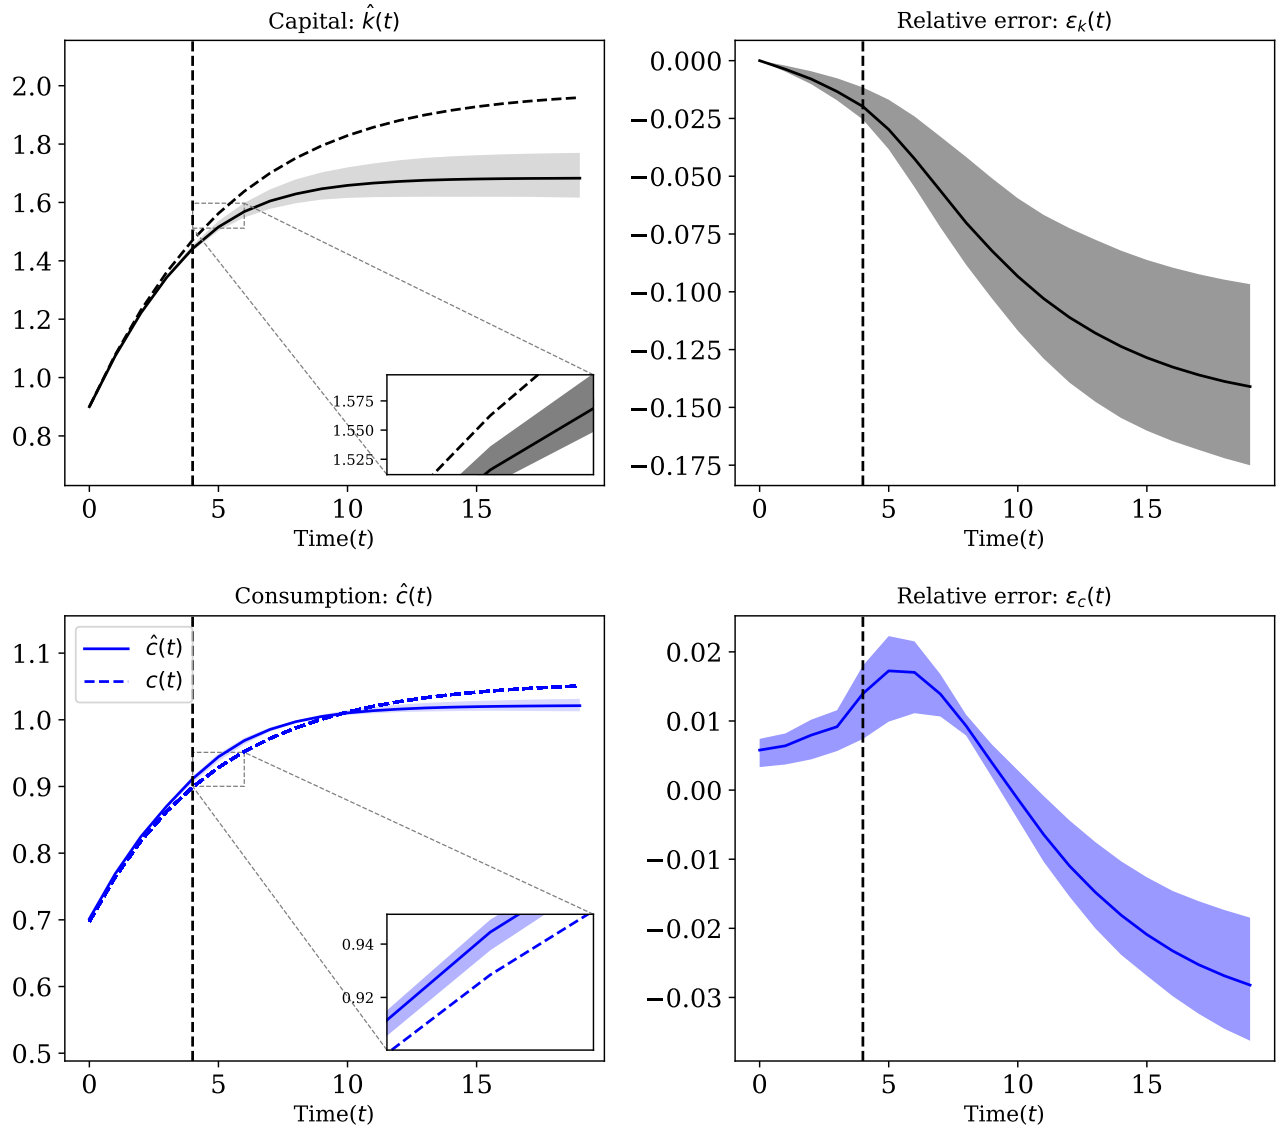 Capital: k̂(t)
2.0
1.8
1.6
1.4
1.2
1.0
0.8
1.575
1.550
1.525
0 5 10 15
Time(t)
Relative error: ε_k(t)
0.000
−0.025
−0.050
−0.075
−0.100
−0.125
−0.150
−0.175
0 5 10 15
Time(t)
Consumption: ĉ(t)
ĉ(t)
c(t)
1.1
1.0
0.9
0.8
0.7
0.6
0.5
0.94
0.92
0 5 10 15
Time(t)
Relative error: ε_c(t)
0.02
0.01
0.00
−0.01
−0.02
−0.03
0 5 10 15
Time(t)